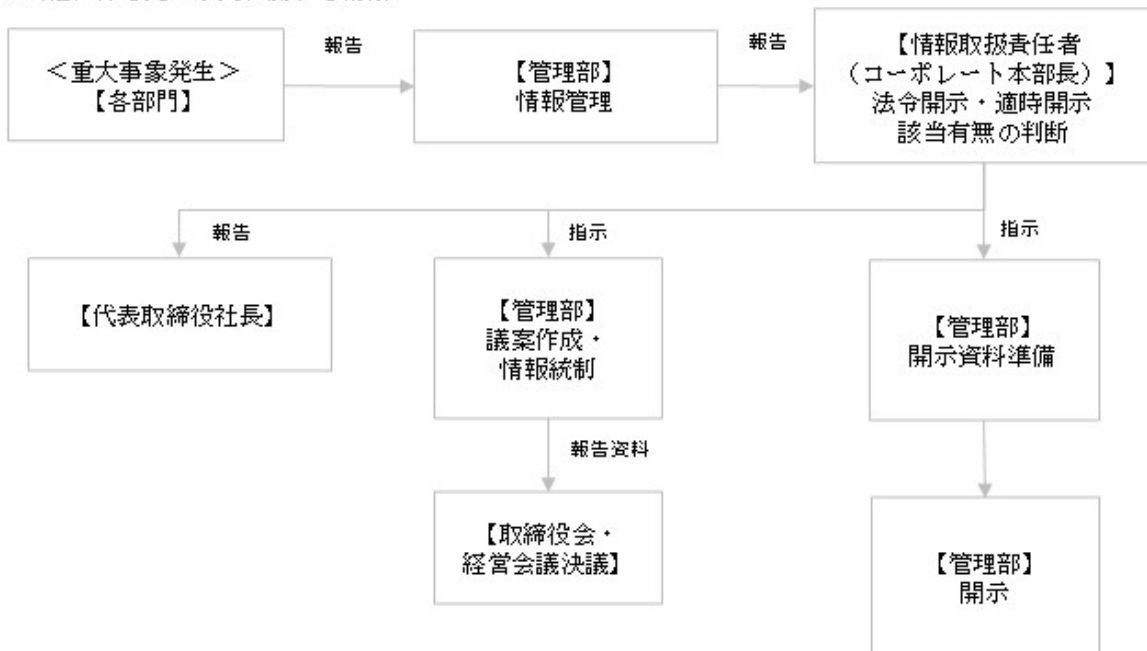 報告
報告
＜重大事象発生＞
【各部門】
【管理部】
情報管理
【情報取扱責任者
（コーポレート本部長）】
法令開示・適時開示
該当有無の判断
報告
指示
指示
【代表取締役社長】
【管理部】
議案作成・
情報統制
【管理部】
開示資料準備
報告資料
【取締役会・
経営会議決議】
【管理部】
開示